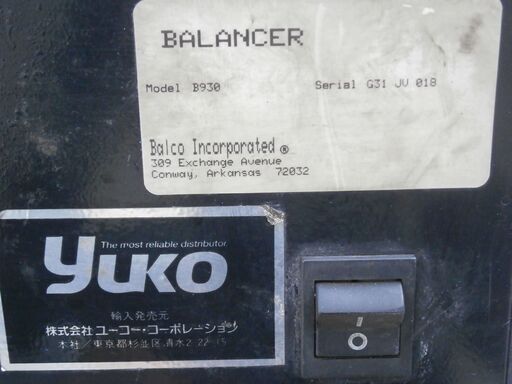 BALANCER
Model B930 Serial G31 JV 018
Balco Incorporated®
309 Exchange Avenue
Conway, Arkansas 72032
The most reliable distributor.
yuko
輸入発売元
株式会社 ユーコー・コーポレーション
本社/東京都杉並区清水2-22-15